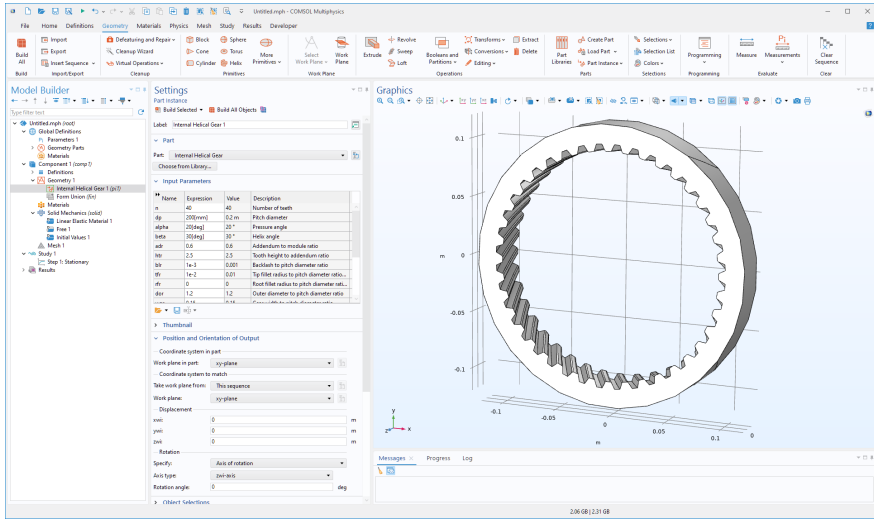 Untitled.mph - COMSOL Multiphysics
File Home Definitions Geometry Materials Physics Mesh Study Results Developer
Build All
Build
Import
Export
Insert Sequence
Import/Export
Defeaturing and Repair
Cleanup Wizard
Virtual Operations
Cleanup
Block
Cone
Cylinder
Sphere
Torus
Helix
More Primitives
Primitives
Select Work Plane
Work Plane
Work Plane
Extrude
Revolve
Sweep
Loft
Booleans and Partitions
Transforms
Conversions
Editing
Extract
Delete
Operations
Part Libraries
Create Part
Load Part
Part Instance
Parts
Selections
Selection List
Colors
Selections
Programming
Programming
Measure
Measurements
Evaluate
Clear Sequence
Clear
Model Builder
Type filter text
Untitled.mph (root)
Global Definitions
Parameters 1
Geometry Parts
Materials
Component 1 (comp1)
Definitions
Geometry 1
Internal Helical Gear 1 (pi1)
Form Union (fin)
Materials
Solid Mechanics (solid)
Linear Elastic Material 1
Free 1
Initial Values 1
Mesh 1
Study 1
Step 1: Stationary
Results
Settings
Part Instance
Build Selected Build All Objects
Label: Internal Helical Gear 1
Part
Part: Internal Helical Gear
Choose from Library...
Input Parameters
Name Expression Value Description
n 40 40 Number of teeth
dp 200[mm] 0.2 m Pitch diameter
alpha 20[deg] 20 ° Pressure angle
beta 30[deg] 30 ° Helix angle
adr 0.6 0.6 Addendum to module ratio
htr 2.5 2.5 Tooth height to addendum ratio
blr 1e-3 0.001 Backlash to pitch diameter ratio
tfr 1e-2 0.01 Tip fillet radius to pitch diameter ratio...
rfr 0 0 Root fillet radius to pitch diameter rati...
dor 1.2 1.2 Outer diameter to pitch diameter ratio
Thumbnail
Position and Orientation of Output
Coordinate system in part
Work plane in part: xy-plane
Coordinate system to match
Take work plane from: This sequence
Work plane: xy-plane
Displacement
xwi: 0 m
ywi: 0 m
zwi: 0 m
Rotation
Specify: Axis of rotation
Axis type: zwi-axis
Rotation angle: 0 deg
Object Selections
Graphics
0.1
0.05
m 0
-0.05
-0.1
-0.1
-0.05
0
0.05
0.1
0
m
y
z x
Messages Progress Log
2.06 GB | 2.31 GB